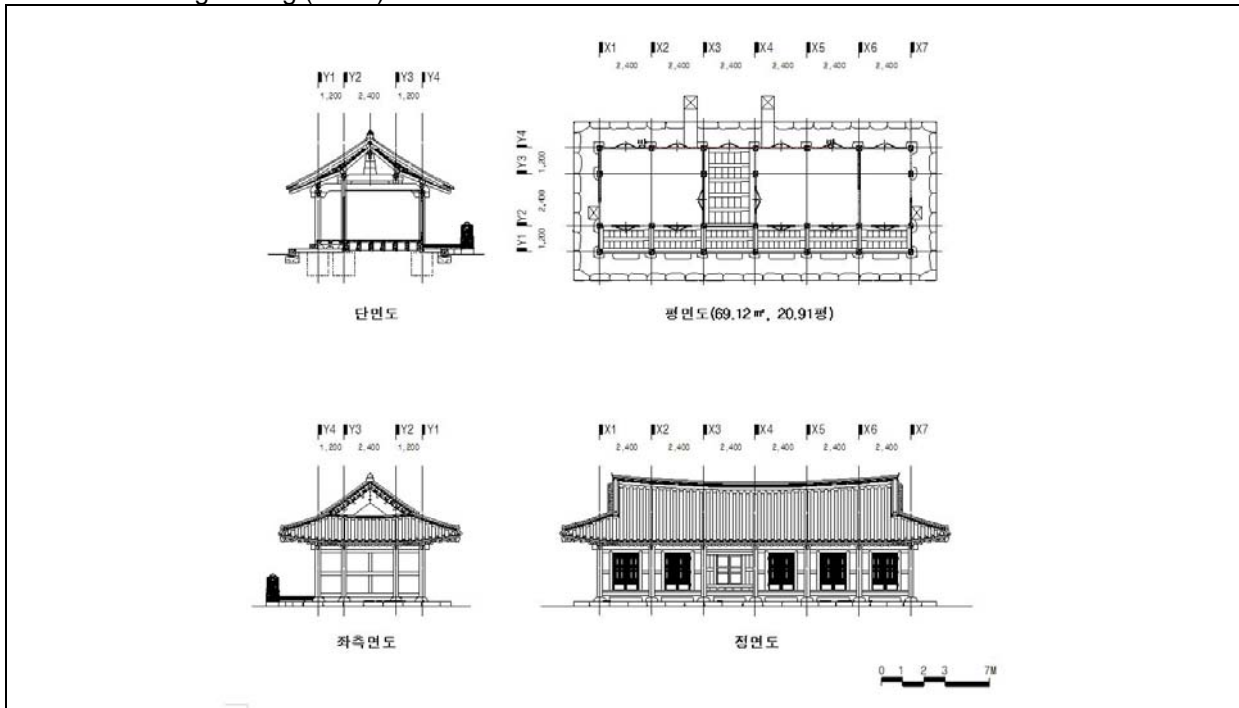 X1 X2 X3 X4 X5 X6 X7
2,400 2,400 2,400 2,400 2,400 2,400
Y1 Y2 Y3 Y4
1,200 2,400 1,200
Y4
Y3
Y2
Y1
1,200
2,400
1,200
방 방
단면도
평면도(69.12㎡, 20.91평)
Y4 Y3 Y2 Y1
1,200 2,400 1,200
X1 X2 X3 X4 X5 X6 X7
2,400 2,400 2,400 2,400 2,400 2,400
좌측면도
정면도
0 1 2 3 7M